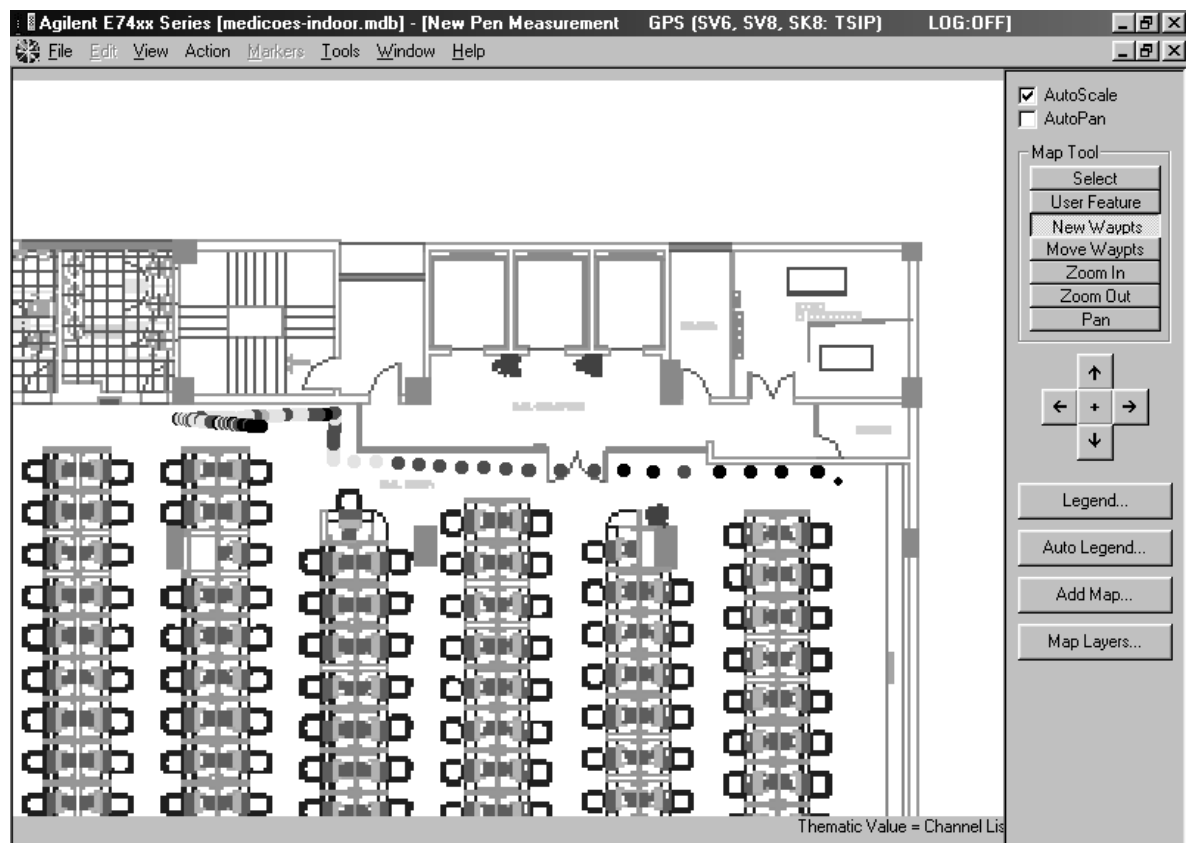 Agilent E74xx Series [medicoes-indoor.mdb] - [New Pen Measurement GPS (SV6, SV8, SK8: TSIP) LOG:OFF]
File Edit View Action Markers Tools Window Help
AutoScale
AutoPan
Map Tool
Select
User Feature
New Waypts
Move Waypts
Zoom In
Zoom Out
Pan
Legend...
Auto Legend...
Add Map...
Map Layers...
Thematic Value = Channel Lis